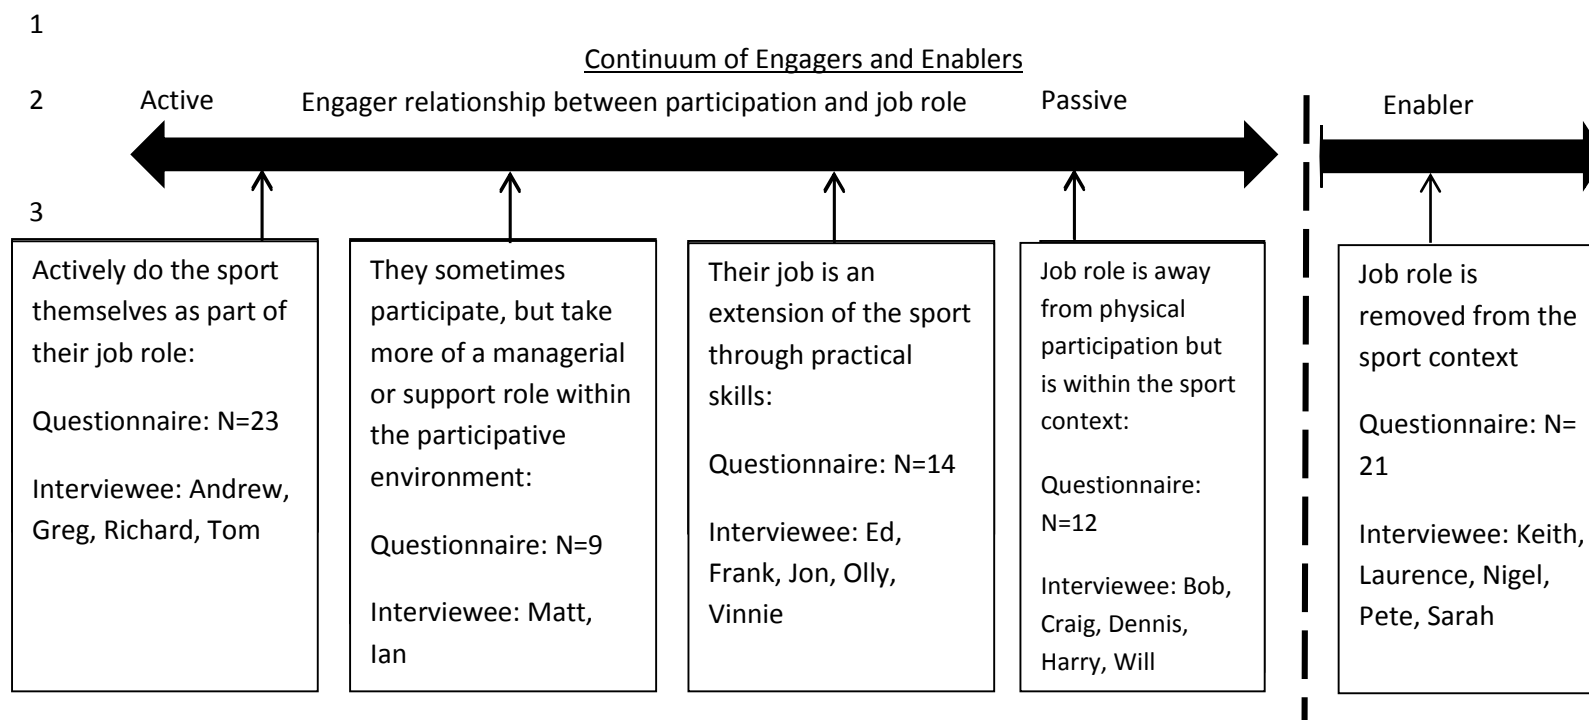 1
Continuum of Engagers and Enablers
2
Active
Engager relationship between participation and job role
Passive
Enabler
3
Actively do the sport
themselves as part of
their job role:
Questionnaire: N=23
Interviewee: Andrew,
Greg, Richard, Tom
They sometimes
participate, but take
more of a managerial
or support role within
the participative
environment:
Questionnaire: N=9
Interviewee: Matt,
Ian
Their job is an
extension of the sport
through practical
skills:
Questionnaire: N=14
Interviewee: Ed,
Frank, Jon, Olly,
Vinnie
Job role is away
from physical
participation but
is within the sport
context:
Questionnaire:
N=12
Interviewee: Bob,
Craig, Dennis,
Harry, Will
Job role is
removed from the
sport context
Questionnaire: N=
21
Interviewee: Keith,
Laurence, Nigel,
Pete, Sarah